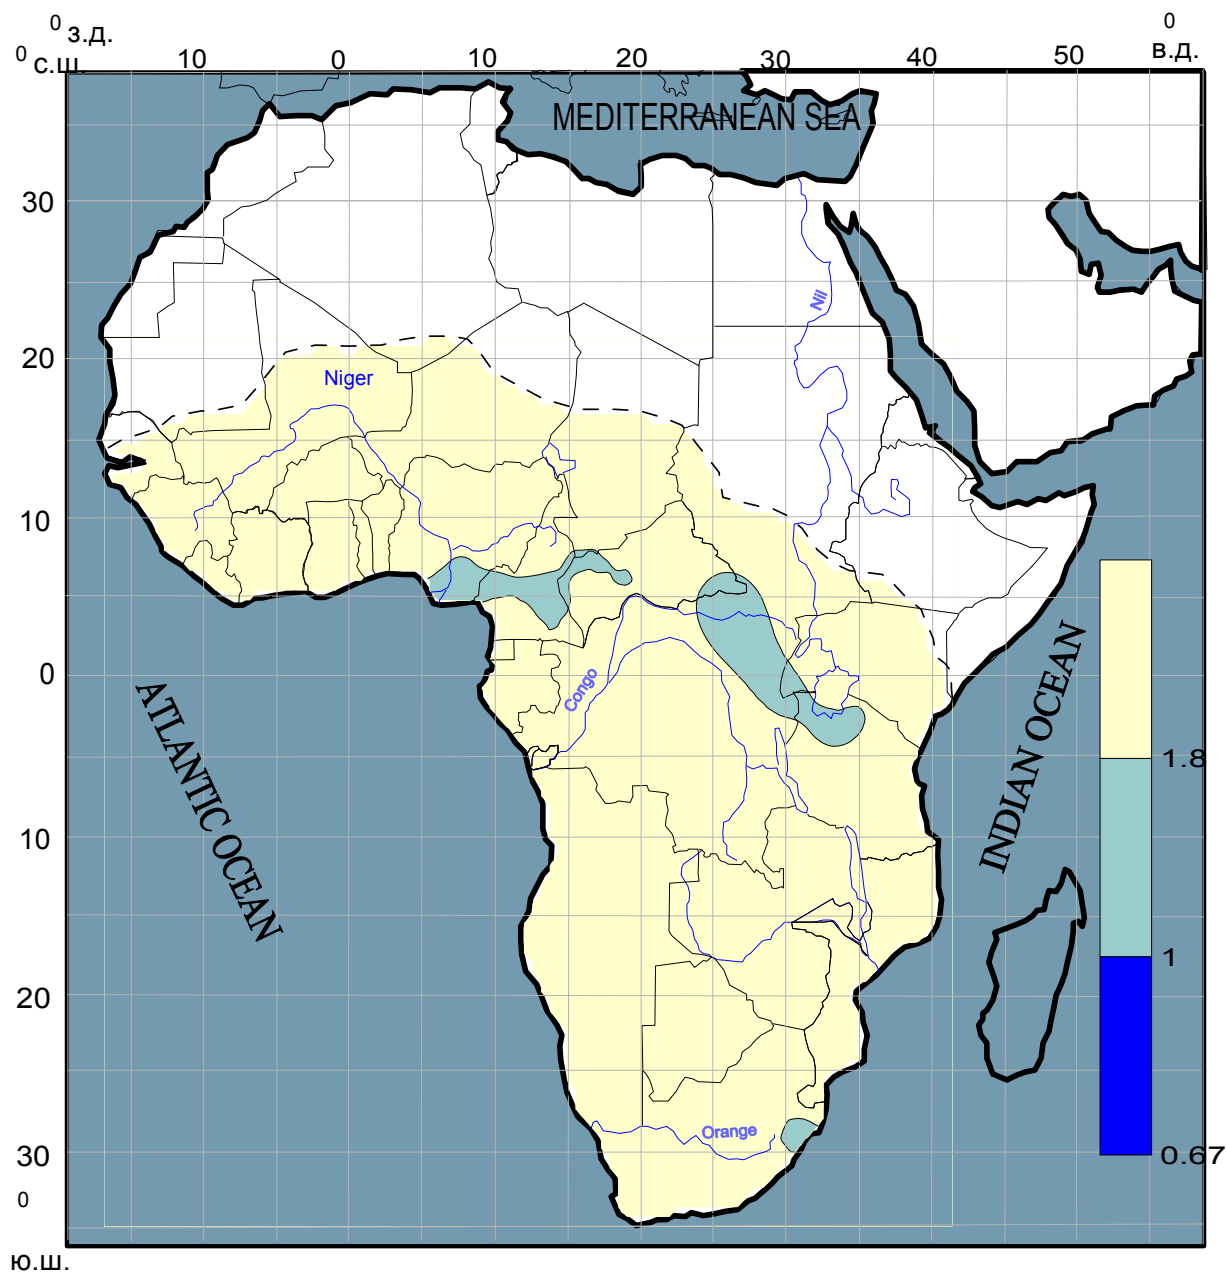 0
з.д.
0
в.д.
0
с.ш.
10
0
10
20
30
40
50
MEDITERRANEAN SEA
30
Nil
20
Niger
10
0
Congo
ATLANTIC OCEAN
INDIAN OCEAN
1.8
10
1
20
Orange
30
0.67
0
ю.ш.